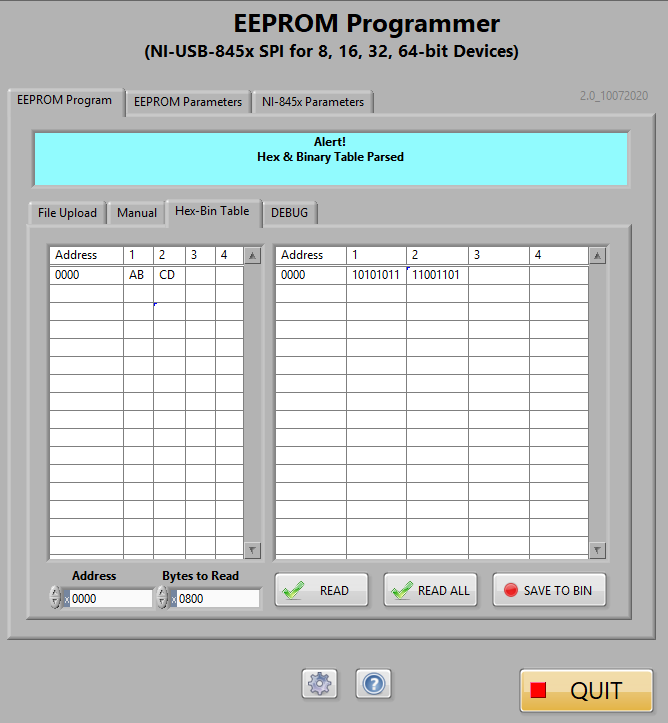 EEPROM Programmer
(NI-USB-845x SPI for 8, 16, 32, 64-bit Devices)
EEPROM Program EEPROM Parameters NI-845x Parameters 2.0_10072020
Alert!
Hex & Binary Table Parsed
File Upload Manual Hex-Bin Table DEBUG
Address 1 2 3 4 Address 1 2 3 4
0000 AB CD 0000 10101011 11001101
Address Bytes to Read
x 0000 x 0800 READ READ ALL SAVE TO BIN
? QUIT